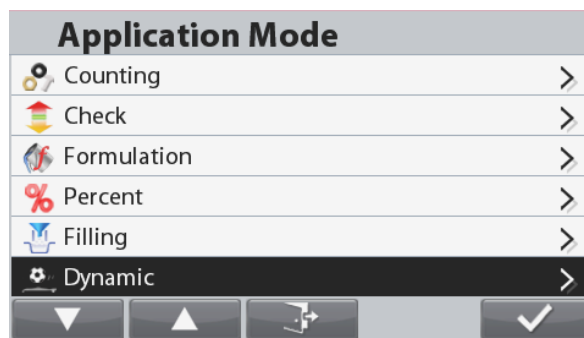 Application Mode
Counting
Check
Formulation
Percent
Filling
Dynamic